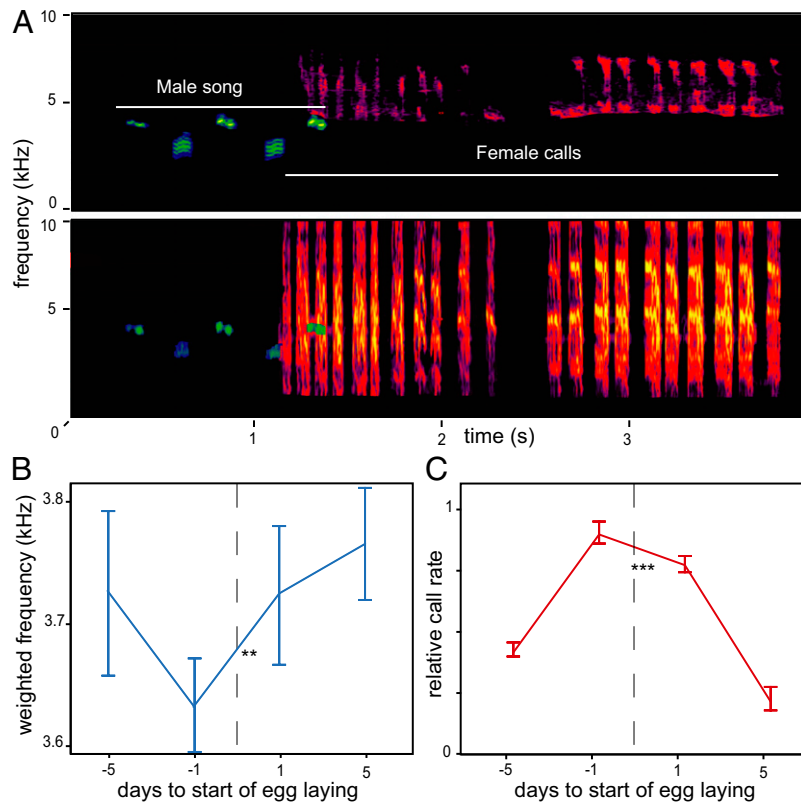 A
10
Male song
5
Female calls
0
10
5
0
1
2
3
time (s)
frequency (kHz)
B
3.8
3.7
3.6
weighted frequency (kHz)
**
-5
-1
1
5
days to start of egg laying
C
1
0
relative call rate
***
-5
-1
1
5
days to start of egg laying